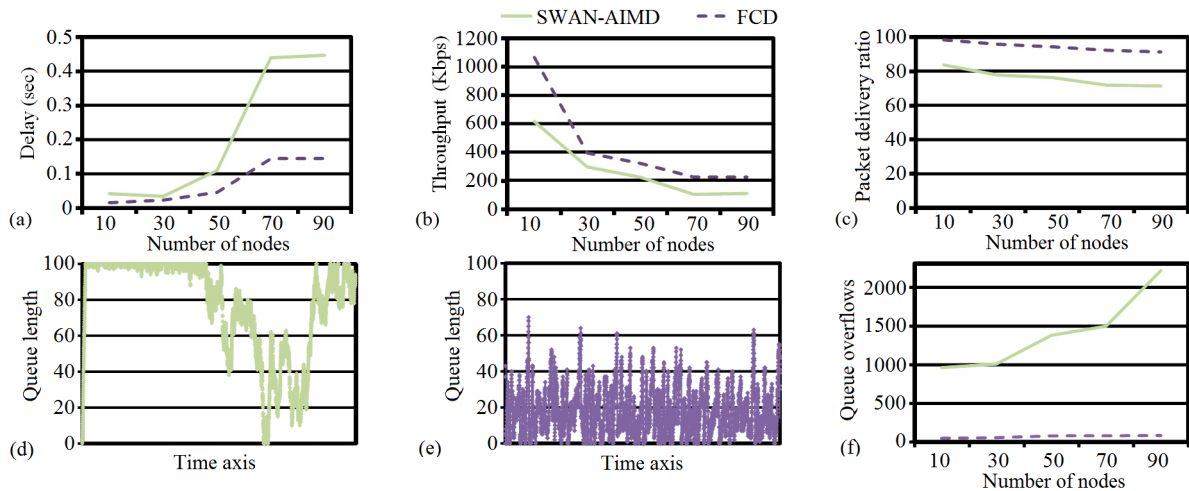 SWAN-AIMD FCD
0.5
0.4
0.3
0.2
0.1
0
Delay (sec)
(a)
10 30 50 70 90
Number of nodes
1200
1000
800
600
400
200
0
Throughput (Kbps)
(b)
10 30 50 70 90
Number of nodes
100
80
60
40
20
0
Packet delivery ratio
(c)
10 30 50 70 90
Number of nodes
100
80
60
40
20
0
Queue length
(d)
Time axis
100
80
60
40
20
0
Queue length
(e)
Time axis
2000
1500
1000
500
0
Queue overflows
(f)
10 30 50 70 90
Number of nodes